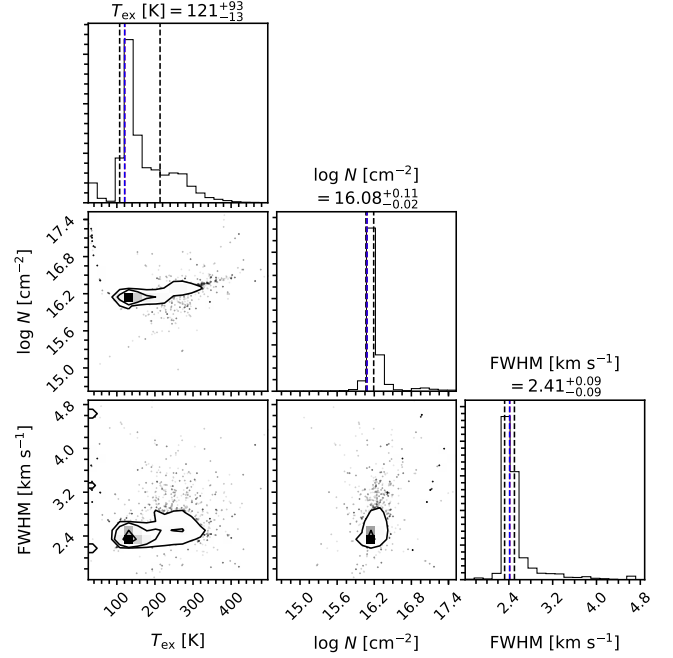 T_ex [K] = 121^{+93}_{-13}
log N [cm^{−2}]
= 16.08^{+0.11}_{-0.02}
17.4
16.8
16.2
15.6
15.0
log N [cm^{−2}]
FWHM [km s^{−1}]
= 2.41^{+0.09}_{-0.09}
4.8
4.0
3.2
2.4
FWHM [km s^{−1}]
100 200 300 400 15.0 15.6 16.2 16.8 17.4 2.4 3.2 4.0 4.8
T_ex [K] log N [cm^{−2}] FWHM [km s^{−1}]